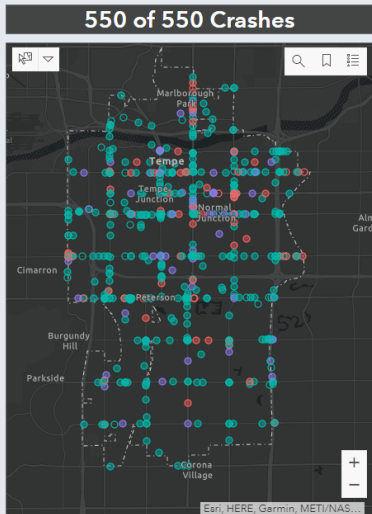 550 of 550 Crashes
Marlborough
Park
Tempe
Tempe
Junction
Normal
Junction
Cimarron
Peterson
Burgundy
Hill
Parkside
Corona
Village
+
−
Esri, HERE, Garmin, METI/NAS...